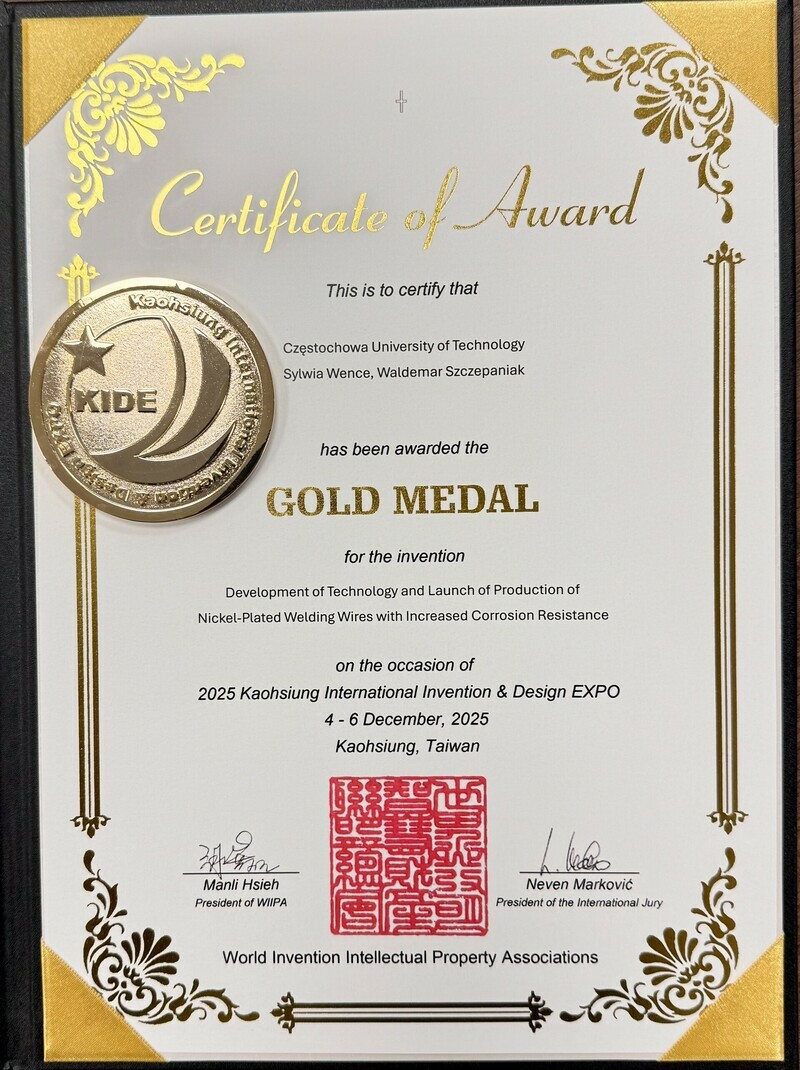 Certificate of Award
This is to certify that
Częstochowa University of Technology
Sylwia Wence, Waldemar Szczepaniak
Kaohsiung International Invention & Design EXPO
KIDE
has been awarded the
GOLD MEDAL
for the invention
Development of Technology and Launch of Production of
Nickel-Plated Welding Wires with Increased Corrosion Resistance
on the occasion of
2025 Kaohsiung International Invention & Design EXPO
4 - 6 December, 2025
Kaohsiung, Taiwan
Manli Hsieh
President of WIIPA
Neven Marković
President of the International Jury
World Invention Intellectual Property Associations